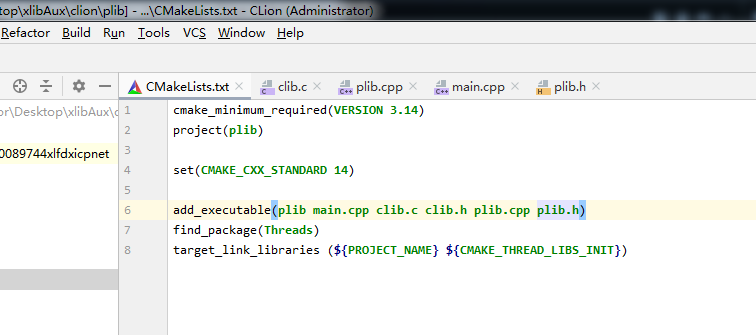 top\xlibAux\clion\plib] - ...\CMakeLists.txt - CLion (Administrator)
Refactor Build Run Tools VCS Window Help
CMakeLists.txt clib.c plib.cpp main.cpp plib.h
or\Desktop\xlibAux\c
0089744xlfdxicpnet
1 cmake_minimum_required(VERSION 3.14)
2 project(plib)
3
4 set(CMAKE_CXX_STANDARD 14)
5
6 add_executable(plib main.cpp clib.c clib.h plib.cpp plib.h)
7 find_package(Threads)
8 target_link_libraries (${PROJECT_NAME} ${CMAKE_THREAD_LIBS_INIT})